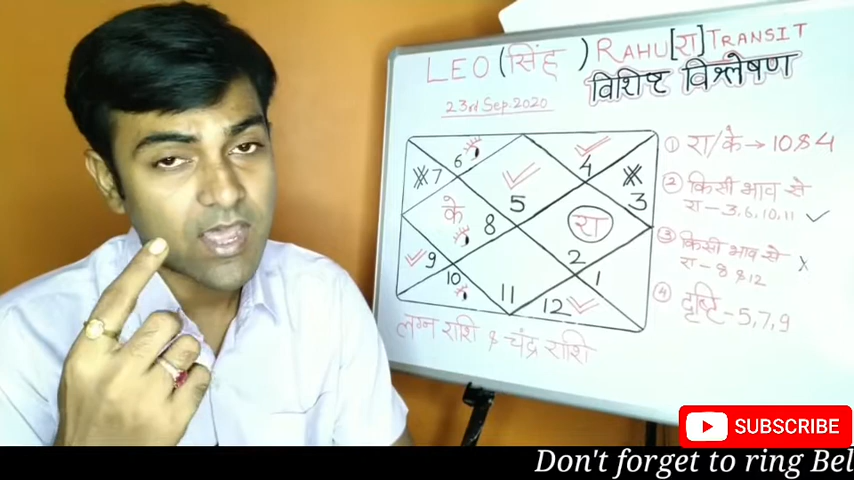 LEO (सिंह) RAHU[रा] TRANSIT
विशिष्ट विश्लेषण
23rd Sep. 2020
6
4
7
3
5
के
8
रा
2
9
10
11
12
1
① रा/के → 10 & 4
② किसी भाव से
रा - 3, 6, 10, 11 ✓
③ किसी भाव से
रा - 8 & 12 x
④ दृष्टि - 5, 7, 9
लग्न राशि & चंद्र राशि
SUBSCRIBE
Don't forget to ring Bel